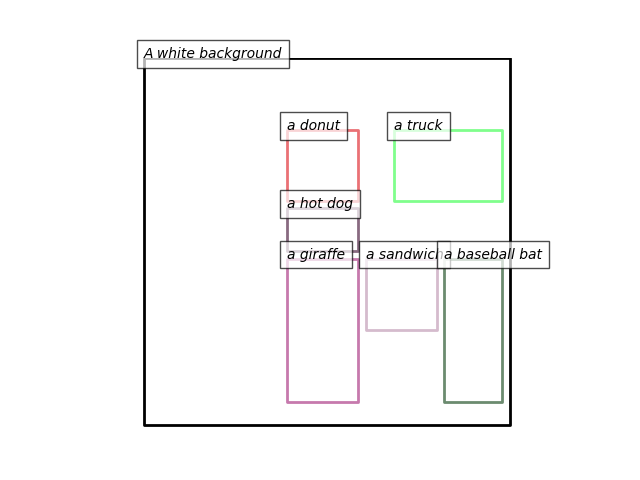 A white background
a donut
a truck
a hot dog
a giraffe
a sandwich
a baseball bat